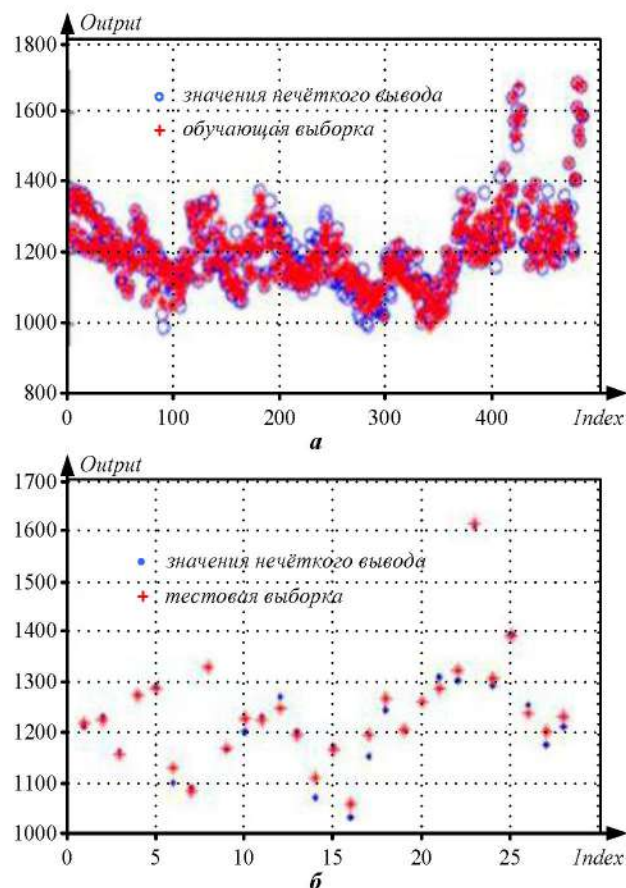 Output
1800
1600
1400
1200
1000
800
значения нечёткого вывода
обучающая выборка
0 100 200 300 400 Index
а
Output
1700
1600
1500
1400
1300
1200
1100
1000
значения нечёткого вывода
тестовая выборка
0 5 10 15 20 25 Index
б